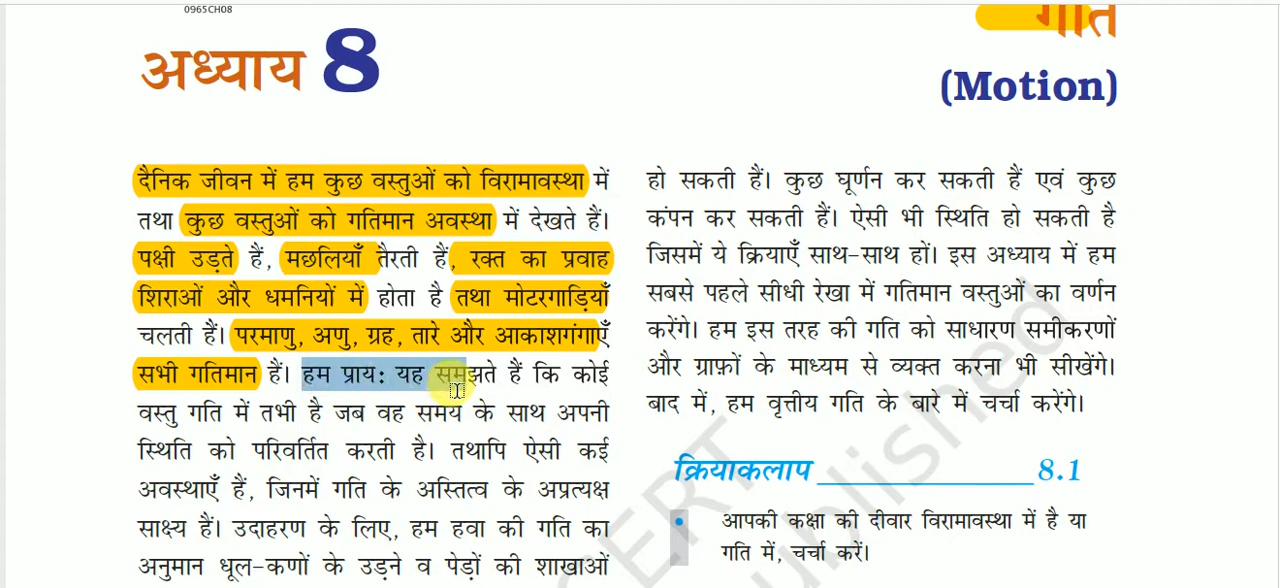 0965CH08
अध्याय 8
गति
(Motion)
दैनिक जीवन में हम कुछ वस्तुओं को विरामावस्था में
तथा कुछ वस्तुओं को गतिमान अवस्था में देखते हैं।
पक्षी उड़ते हैं, मछलियाँ तैरती हैं, रक्त का प्रवाह
शिराओं और धमनियों में होता है तथा मोटरगाड़ियाँ
चलती हैं। परमाणु, अणु, ग्रह, तारे और आकाशगंगाएँ
सभी गतिमान हैं। हम प्राय: यह समझते हैं कि कोई
वस्तु गति में तभी है जब वह समय के साथ अपनी
स्थिति को परिवर्तित करती है। तथापि ऐसी कई
अवस्थाएँ हैं, जिनमें गति के अस्तित्व के अप्रत्यक्ष
साक्ष्य हैं। उदाहरण के लिए, हम हवा की गति का
अनुमान धूल-कणों के उड़ने व पेड़ों की शाखाओं
हो सकती हैं। कुछ घूर्णन कर सकती हैं एवं कुछ
कंपन कर सकती हैं। ऐसी भी स्थिति हो सकती है
जिसमें ये क्रियाएँ साथ-साथ हों। इस अध्याय में हम
सबसे पहले सीधी रेखा में गतिमान वस्तुओं का वर्णन
करेंगे। हम इस तरह की गति को साधारण समीकरणों
और ग्राफ़ों के माध्यम से व्यक्त करना भी सीखेंगे।
बाद में, हम वृत्तीय गति के बारे में चर्चा करेंगे।
क्रियाकलाप 8.1
• आपकी कक्षा की दीवार विरामावस्था में है या
गति में, चर्चा करें।
NCERT
published